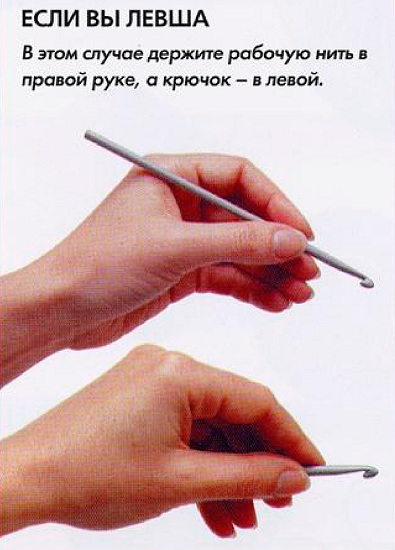 ЕСЛИ ВЫ ЛЕВША
В этом случае держите рабочую нить в
правой руке, а крючок – в левой.